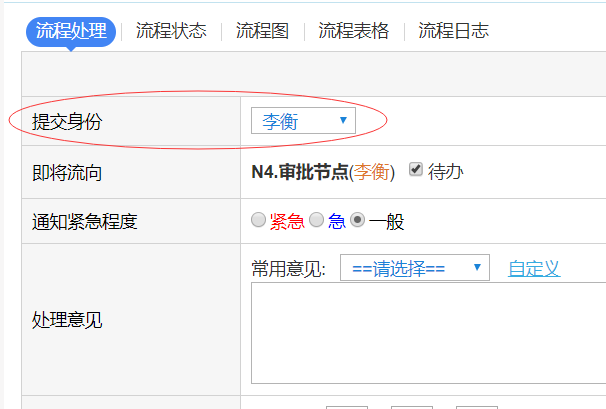 流程处理 流程状态 流程图 流程表格 流程日志
提交身份 李衡
即将流向 N4.审批节点(李衡) 待办
通知紧急程度 紧急 急 一般
常用意见: ==请选择== 自定义
处理意见